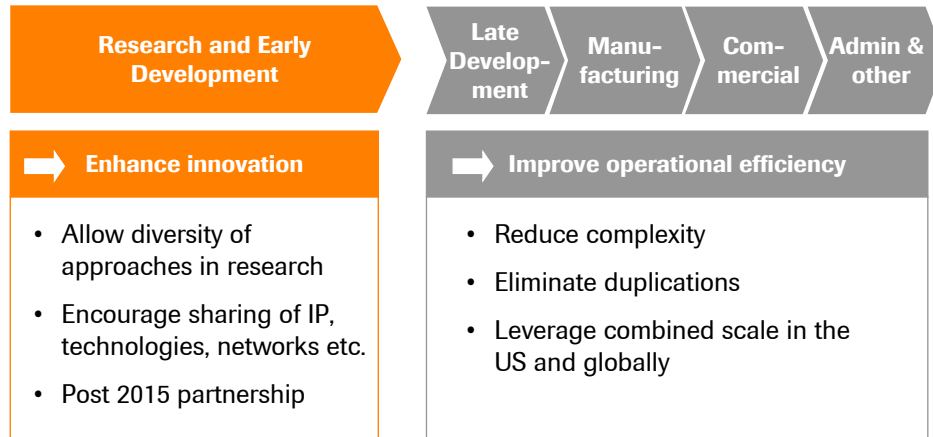 Research and Early
Development
Late
Develop-
ment
Manu-
facturing
Com-
mercial
Admin &
other
Enhance innovation
• Allow diversity of
approaches in research
• Encourage sharing of IP,
technologies, networks etc.
• Post 2015 partnership
Improve operational efficiency
• Reduce complexity
• Eliminate duplications
• Leverage combined scale in the
US and globally